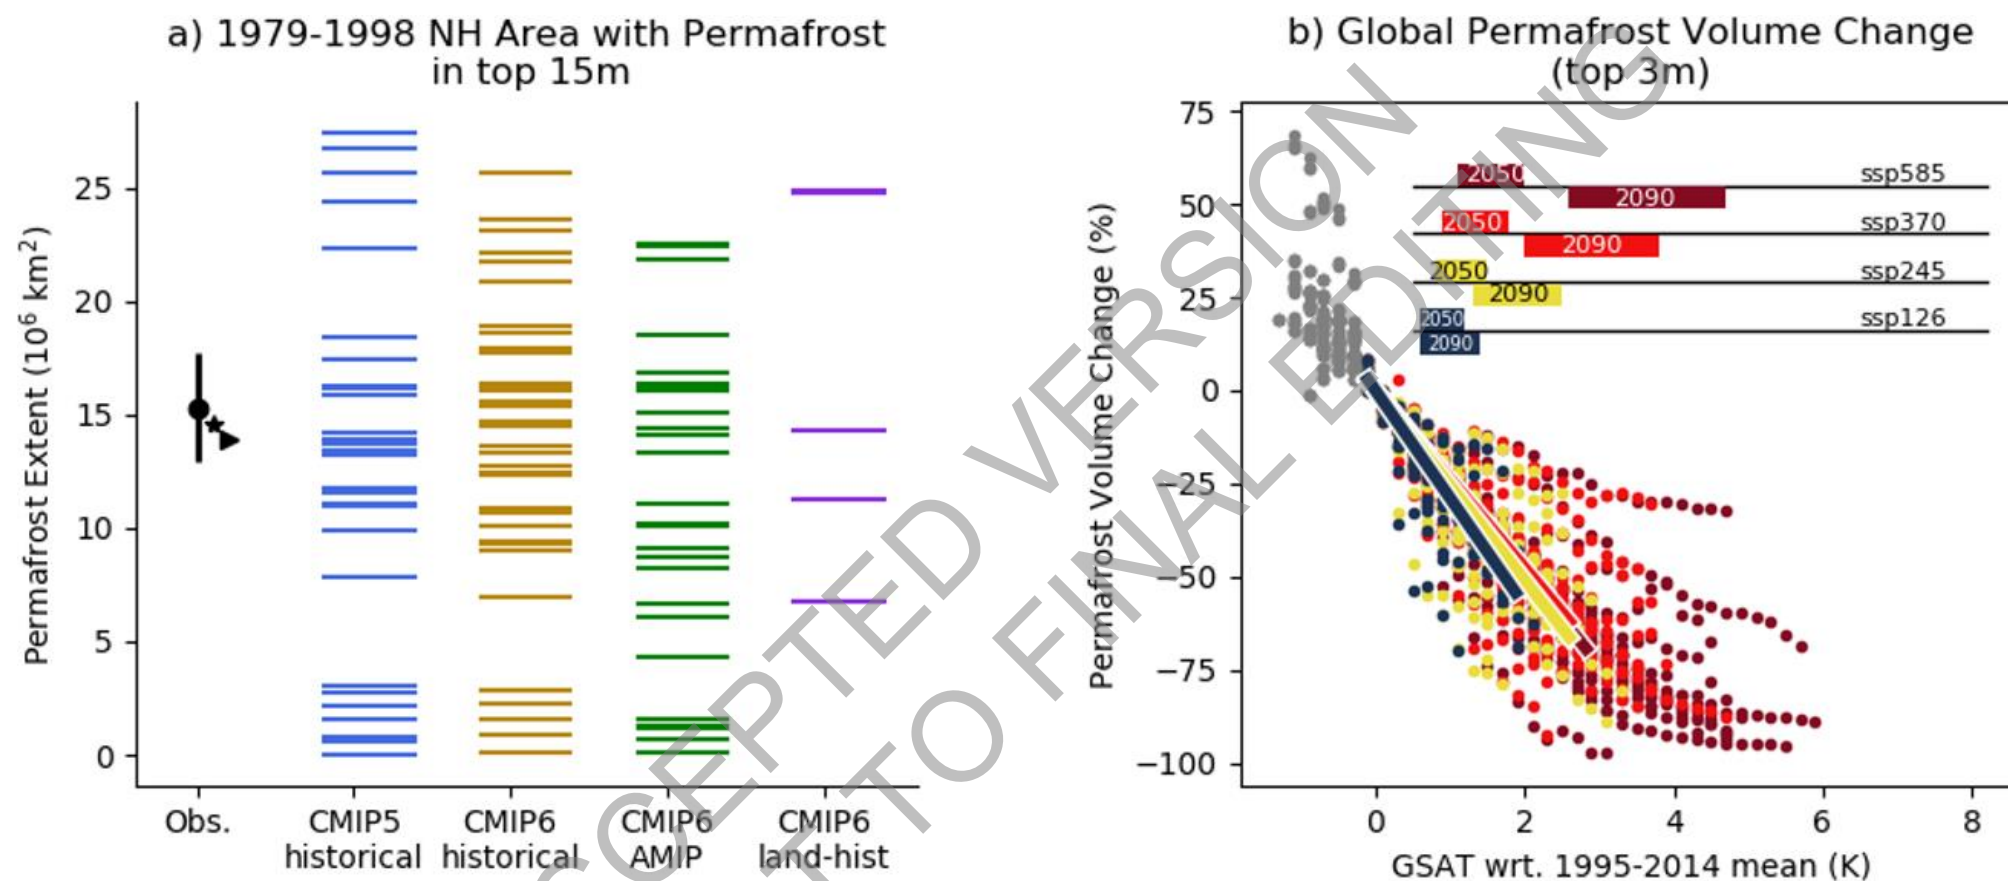 a) 1979-1998 NH Area with Permafrost
in top 15m
Permafrost Extent (10⁶ km²)
25
20
15
10
5
0
Obs.
CMIP5
historical
CMIP6
historical
CMIP6
AMIP
CMIP6
land-hist
b) Global Permafrost Volume Change
(top 3m)
Permafrost Volume Change (%)
75
50
25
0
−25
−50
−75
−100
2050
ssp585
2090
2050
ssp370
2090
2050
ssp245
2090
2050
ssp126
2090
0
2
4
6
8
GSAT wrt. 1995-2014 mean (K)
CCEPTED VERSION
T TO FINAL EDITING